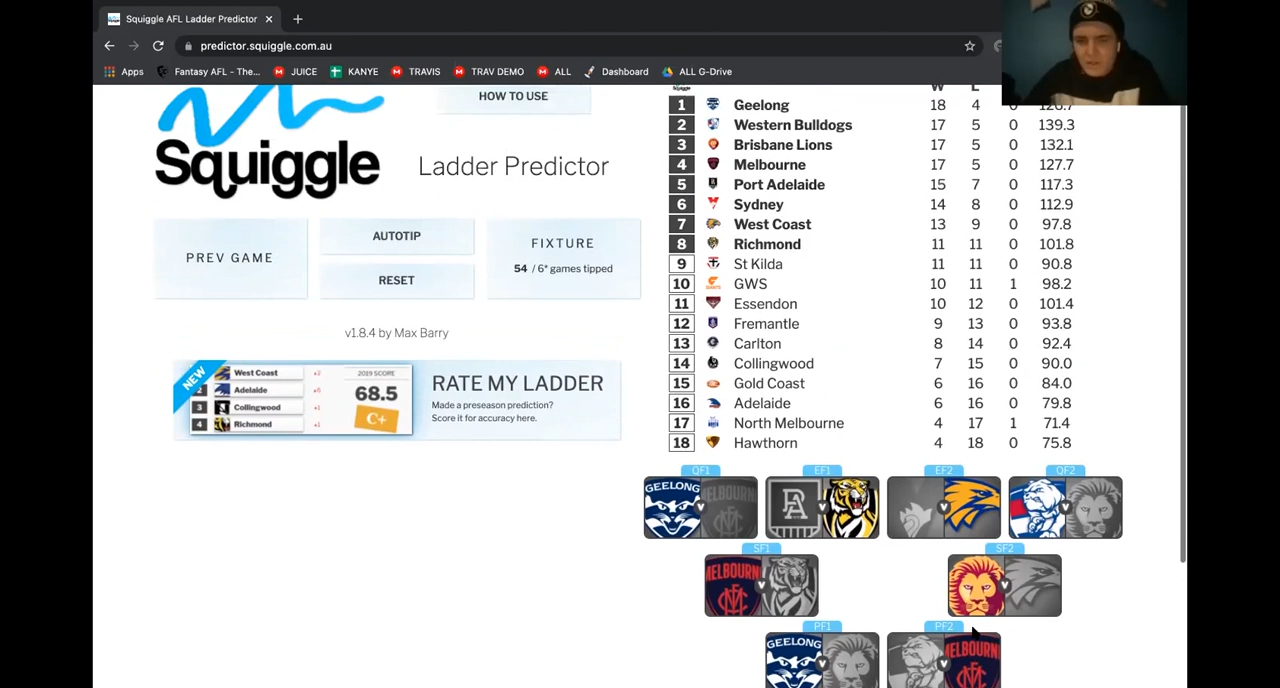 Squiggle AFL Ladder Predictor
predictor.squiggle.com.au
Apps Fantasy AFL - The... JUICE KANYE TRAVIS TRAV DEMO ALL Dashboard ALL G-Drive
HOW TO USE
Squiggle
Ladder Predictor
PREV GAME
AUTOTIP
RESET
FIXTURE
54 / 6* games tipped
v1.8.4 by Max Barry
NEW
West Coast
2 Adelaide
3 Collingwood
4 Richmond
2019 SCORE
68.5
C+
RATE MY LADDER
Made a preseason prediction?
Score it for accuracy here.
Squiggle W L
1 Geelong 18 4 0 126.7
2 Western Bulldogs 17 5 0 139.3
3 Brisbane Lions 17 5 0 132.1
4 Melbourne 17 5 0 127.7
5 Port Adelaide 15 7 0 117.3
6 Sydney 14 8 0 112.9
7 West Coast 13 9 0 97.8
8 Richmond 11 11 0 101.8
9 St Kilda 11 11 0 90.8
10 GWS 10 11 1 98.2
11 Essendon 10 12 0 101.4
12 Fremantle 9 13 0 93.8
13 Carlton 8 14 0 92.4
14 Collingwood 7 15 0 90.0
15 Gold Coast 6 16 0 84.0
16 Adelaide 6 16 0 79.8
17 North Melbourne 4 17 1 71.4
18 Hawthorn 4 18 0 75.8
QF1 EF1 EF2 QF2
GEELONG v MELBOURNE v v v
SF1 SF2
MELBOURNE v v
PF1 PF2
GEELONG v v MELBOURNE